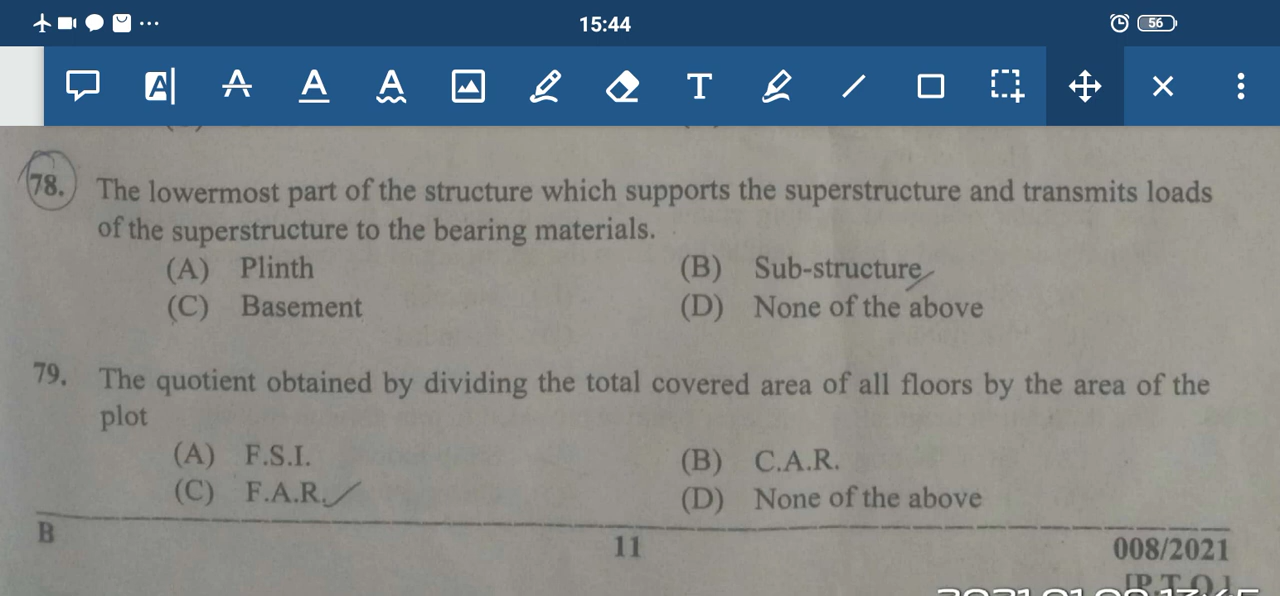 15:44
56
78. The lowermost part of the structure which supports the superstructure and transmits loads
of the superstructure to the bearing materials.
(A) Plinth (B) Sub-structure
(C) Basement (D) None of the above
79. The quotient obtained by dividing the total covered area of all floors by the area of the
plot
(A) F.S.I. (B) C.A.R.
(C) F.A.R. (D) None of the above
B 11 008/2021
[P.T.O.]